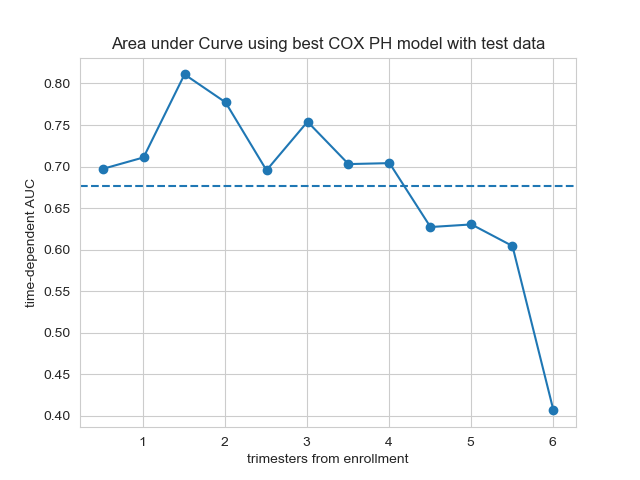 Area under Curve using best COX PH model with test data
time-dependent AUC
0.80
0.75
0.70
0.65
0.60
0.55
0.50
0.45
0.40
1 2 3 4 5 6
trimesters from enrollment